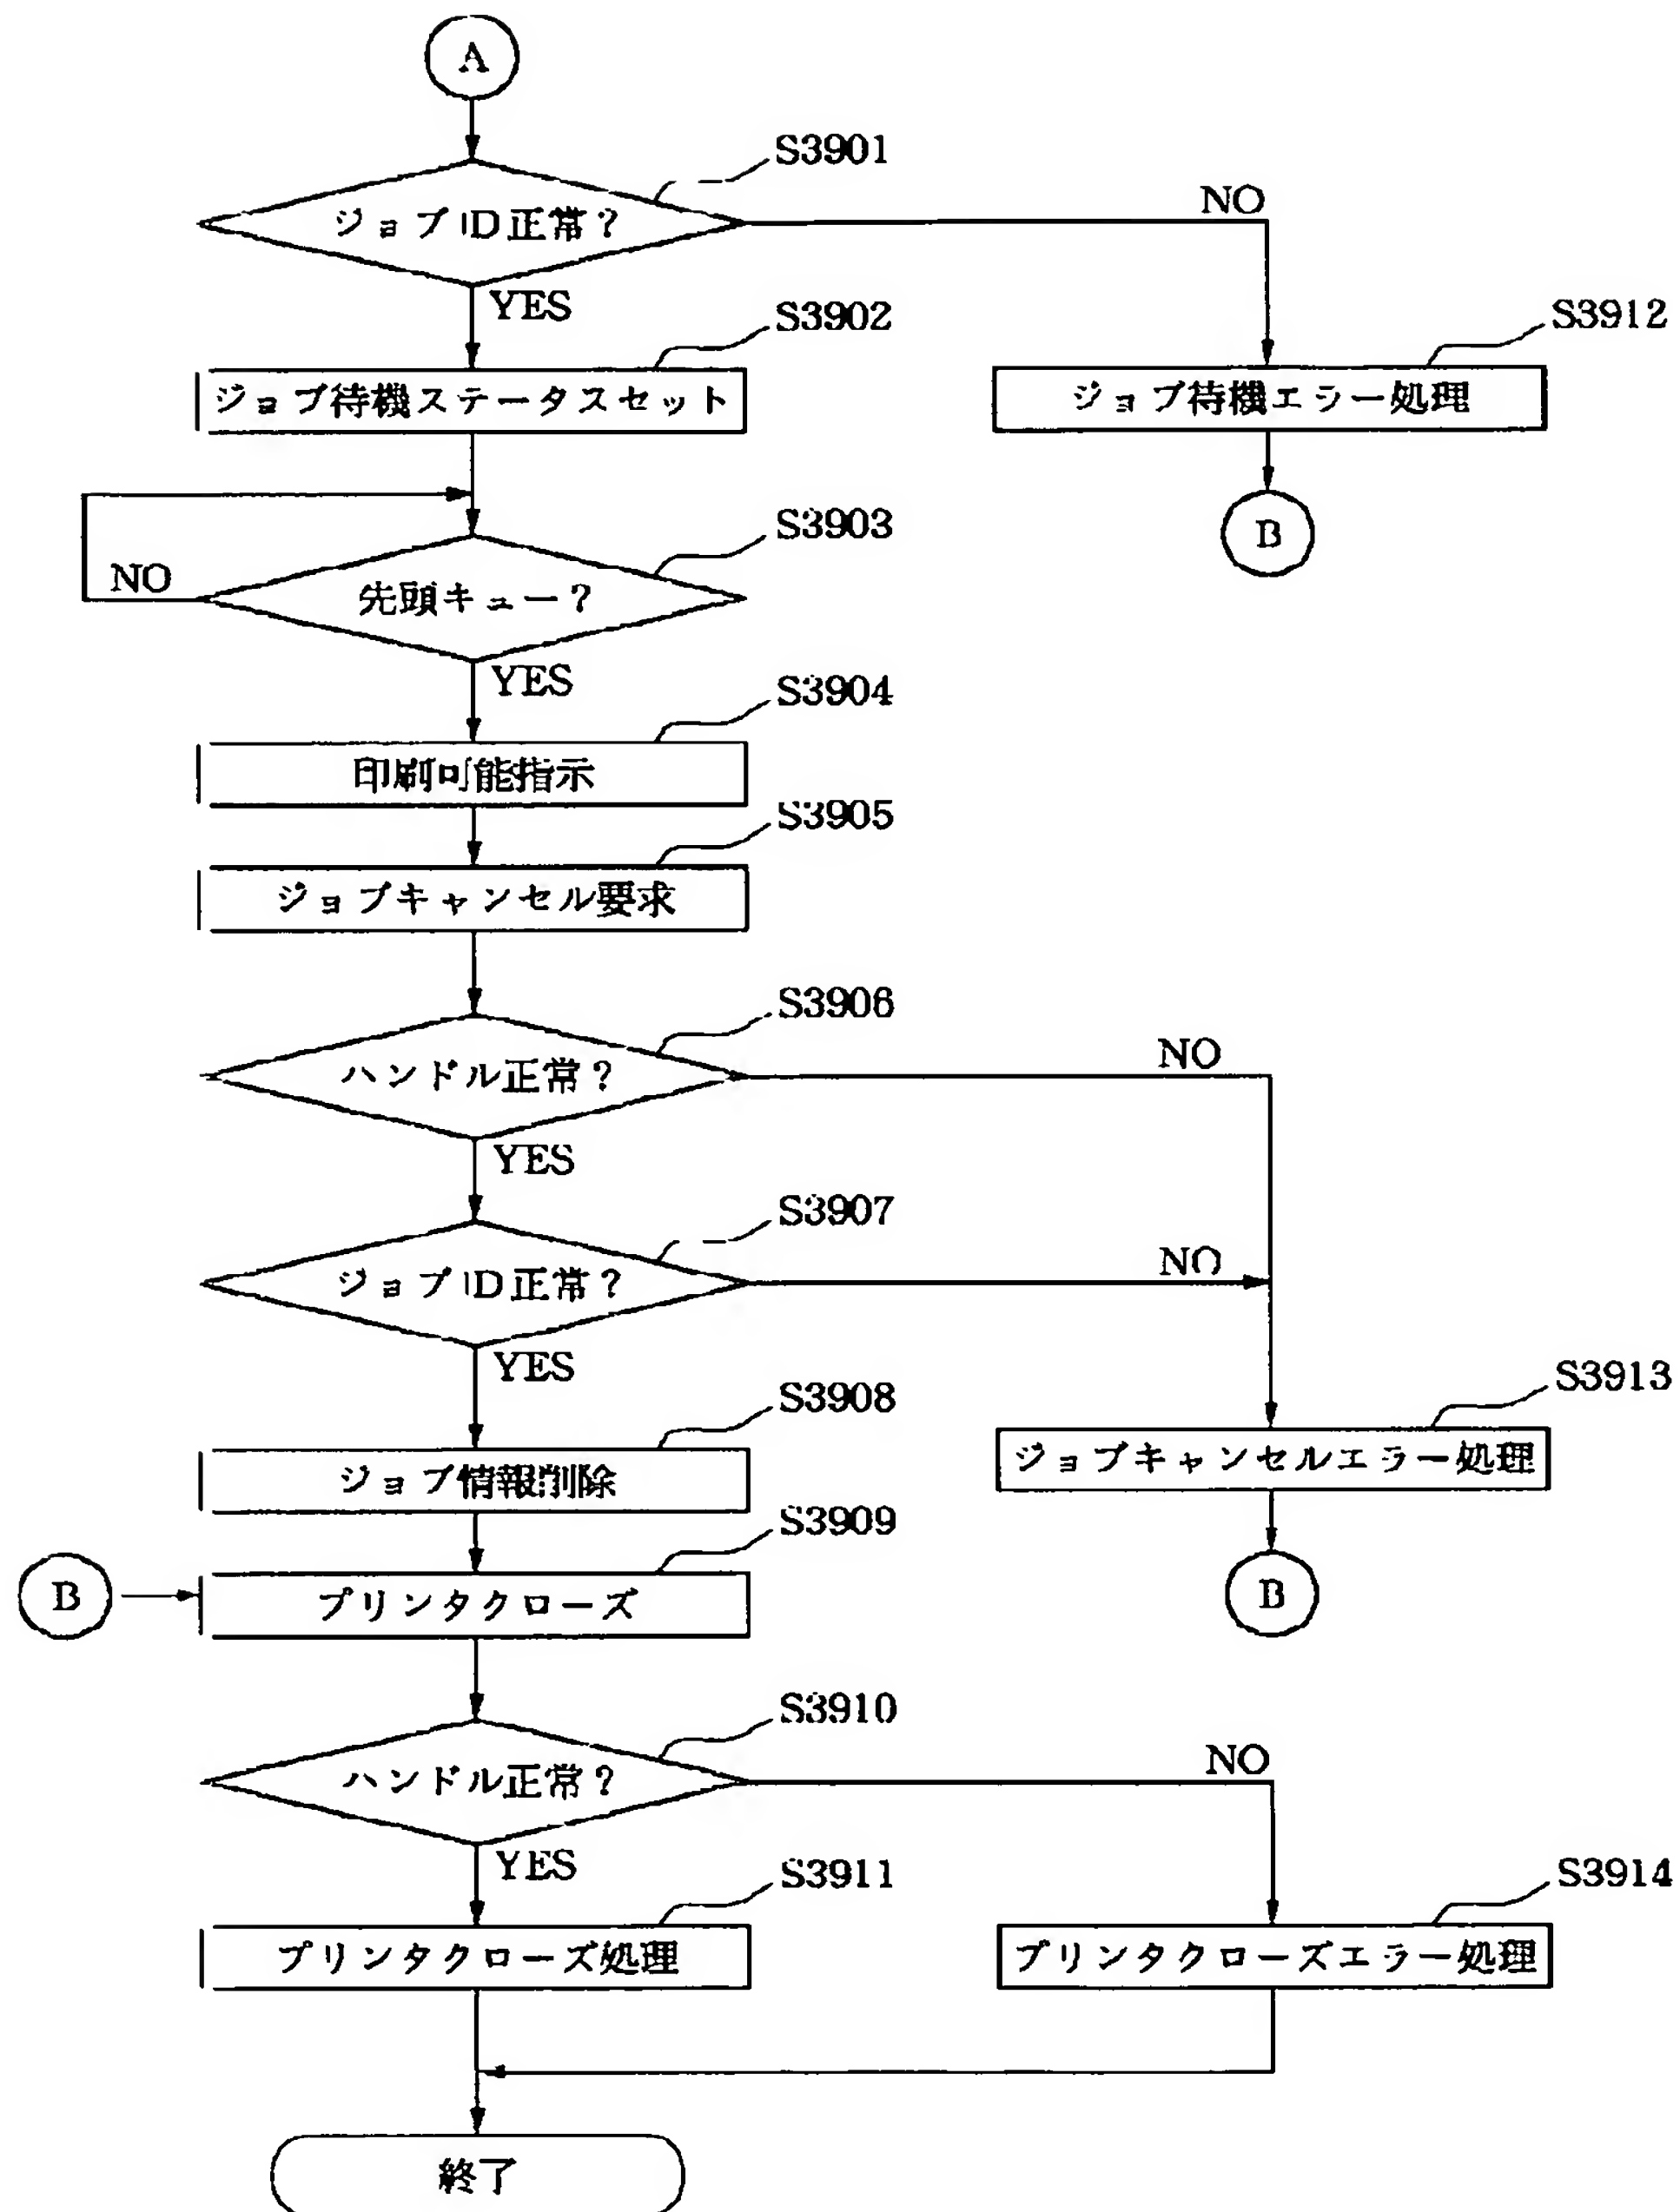 A
S3901
ジョブID正常？
NO
YES
S3902
ジョブ待機ステータスセット
S3912
ジョブ待機エラー処理
B
S3903
先頭キュー？
NO
YES
S3904
印刷可能指示
S3905
ジョブキャンセル要求
S3906
ハンドル正常？
NO
YES
S3907
ジョブID正常？
NO
YES
S3908
ジョブ情報削除
S3913
ジョブキャンセルエラー処理
B
S3909
B
プリンタクローズ
S3910
ハンドル正常？
NO
YES
S3911
プリンタクローズ処理
S3914
プリンタクローズエラー処理
終了